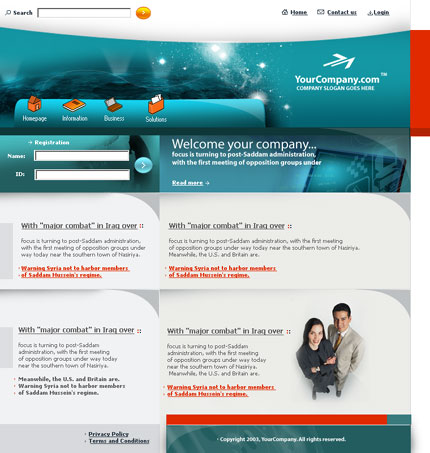 Search
Home Contact us Login
YourCompany.com™
COMPANY SLOGAN GOES HERE
Homepage Information Business Solutions
Registration
Name:
ID:
Welcome your company...
focus is turning to post-Saddam administration,
with the first meeting of opposition groups under
Read more
With "major combat" in Iraq over ::
focus is turning to post-Saddam administration,
with the first meeting of opposition groups under
way today near the southern town of Nasiriya.
Warning Syria not to harbor members
of Saddam Hussein's regime.
With "major combat" in Iraq over ::
focus is turning to post-Saddam administration, with the first
meeting of opposition groups under way today near the southern town of Nasiriya.
Meanwhile, the U.S. and Britain are.
Warning Syria not to harbor members
of Saddam Hussein's regime.
With "major combat" in Iraq over ::
focus is turning to post-Saddam
administration, with the first meeting
of opposition groups under way today
near the southern town of Nasiriya.
Meanwhile, the U.S. and Britain are.
Warning Syria not to harbor members
of Saddam Hussein's regime.
With "major combat" in Iraq over ::
focus is turning to post-Saddam
administration, with the first meeting
of opposition groups under way today
near the southern town of Nasiriya.
Meanwhile, the U.S. and Britain are.
Warning Syria not to harbor members
of Saddam Hussein's regime.
Privacy Policy
Terms and Conditions
Copyright 2003, YourCompany. All rights reserved.